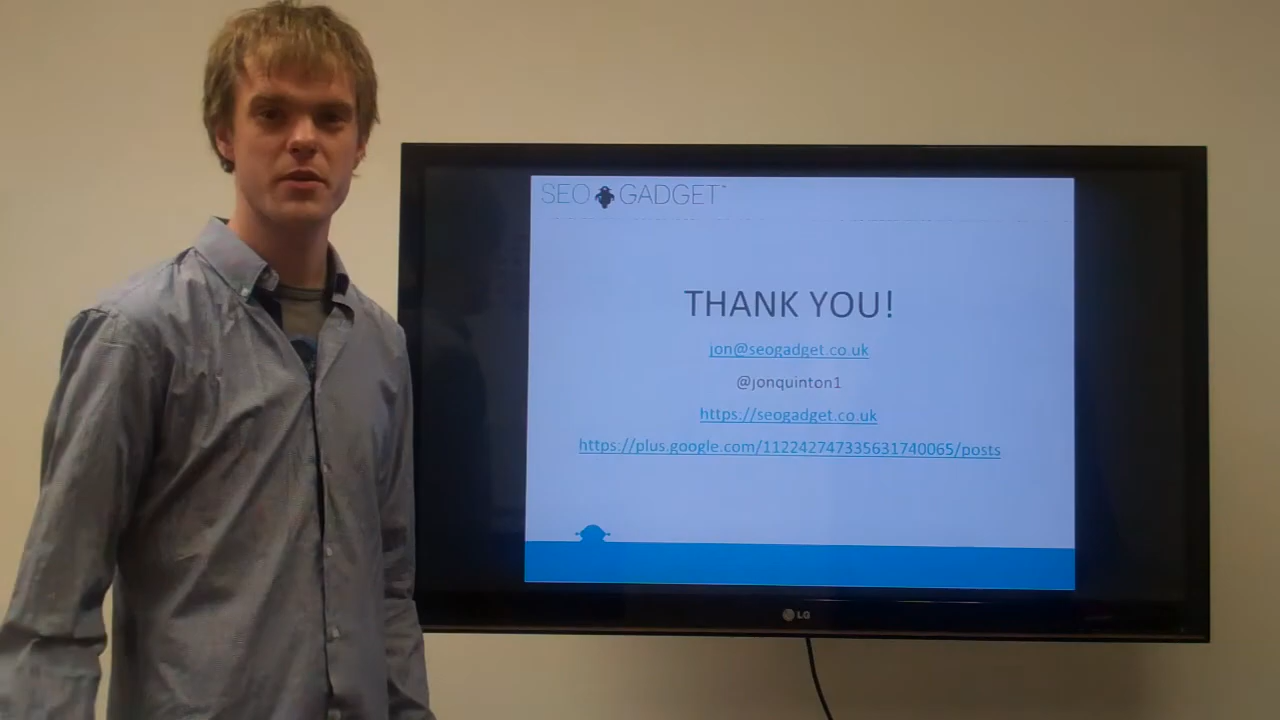 SEO GADGET™
THANK YOU!
jon@seogadget.co.uk
@jonquinton1
https://seogadget.co.uk
https://plus.google.com/112242747335631740065/posts
LG